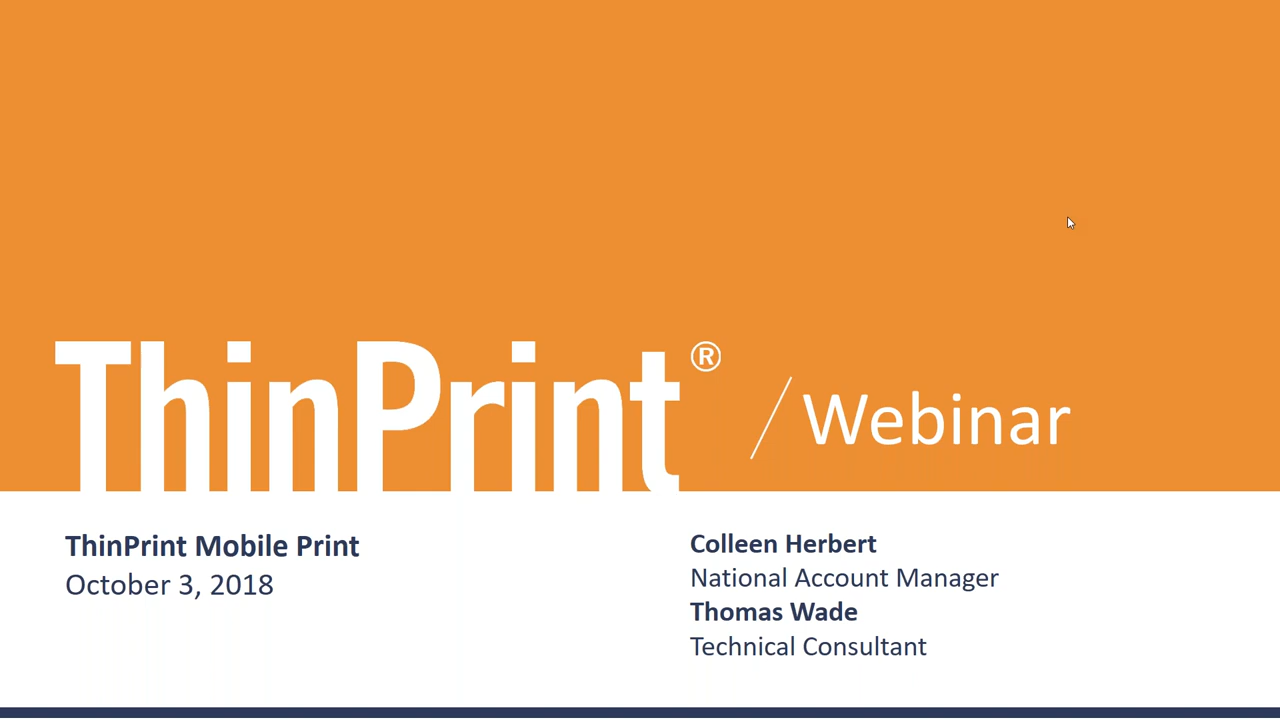 ThinPrint® / Webinar
ThinPrint Mobile Print
October 3, 2018
Colleen Herbert
National Account Manager
Thomas Wade
Technical Consultant